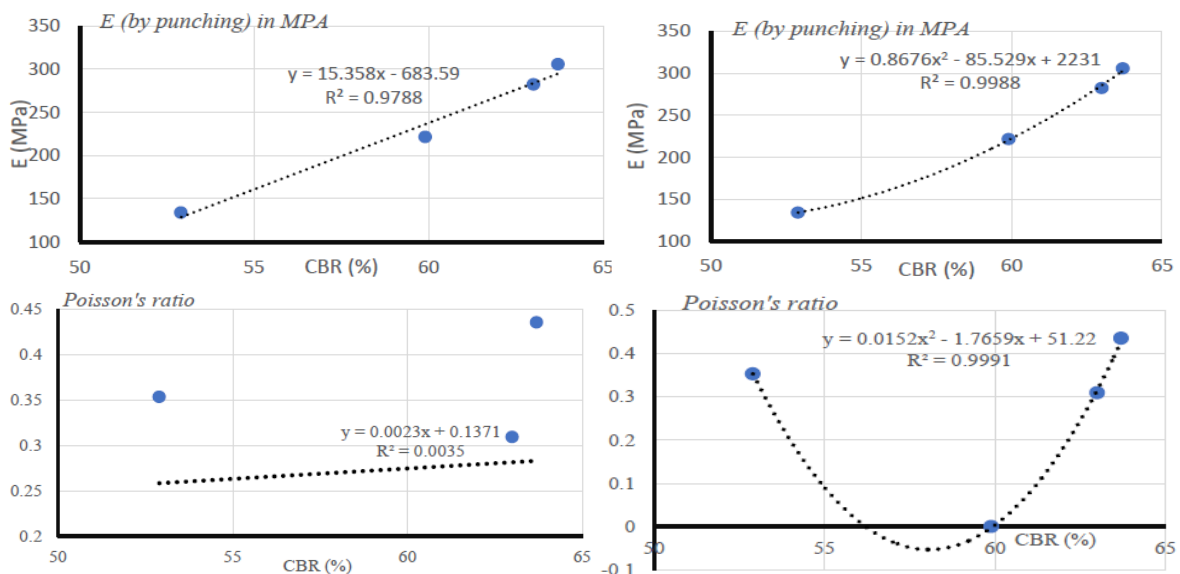 E (by punching) in MPA
350
300
250
200
150
100
E (MPa)
y = 15.358x - 683.59
R² = 0.9788
50
55
60
65
CBR (%)
E (by punching) in MPA
350
300
250
200
150
100
E (MPa)
y = 0.8676x² - 85.529x + 2231
R² = 0.9988
50
55
60
65
CBR (%)
Poisson's ratio
0.45
0.4
0.35
0.3
0.25
0.2
y = 0.0023x + 0.1371
R² = 0.0035
50
55
60
65
CBR (%)
Poisson's ratio
0.5
0.4
0.3
0.2
0.1
0
-0.1
y = 0.0152x² - 1.7659x + 51.22
R² = 0.9991
50
55
60
65
CBR (%)